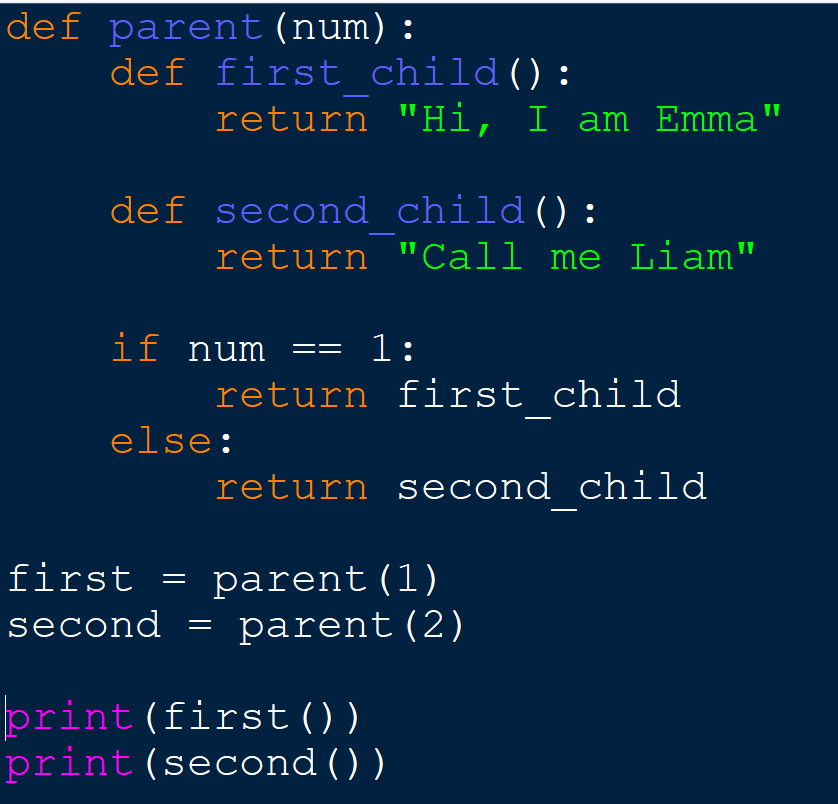 def parent(num):
    def first_child():
        return "Hi, I am Emma"

    def second_child():
        return "Call me Liam"

    if num == 1:
        return first_child
    else:
        return second_child

first = parent(1)
second = parent(2)

print(first())
print(second())